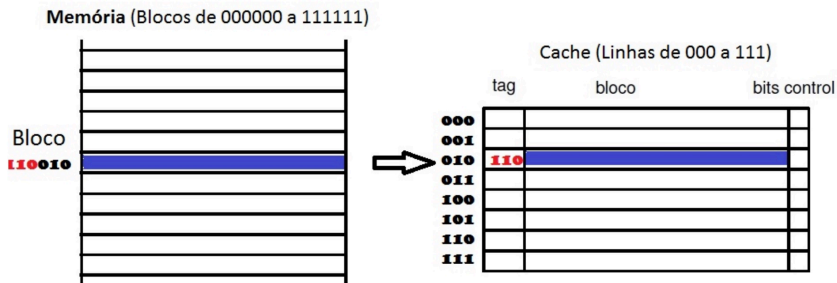 Memória (Blocos de 000000 a 111111)
Cache (Linhas de 000 a 111)
tag bloco bits control
000
001
Bloco
110010
010 110
011
100
101
110
111